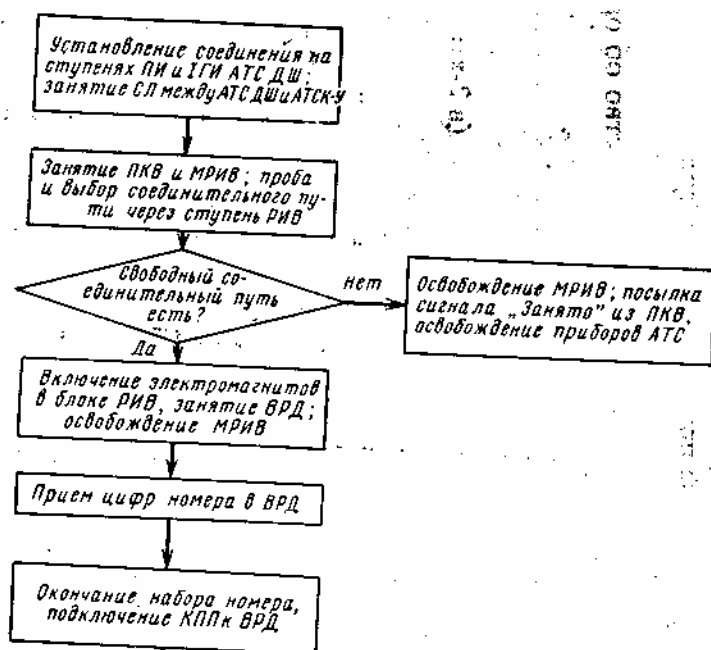 Установление соединения на
ступенях ПИ и IГИ АТС ДШ;
занятие СЛ между АТС ДШ и АТСК-У
Занятие ПКВ и МРИВ; проба
и выбор соединительного пу-
ти через ступень РИВ
Свободный со-
единительный путь
есть?
нет
Освобождение МРИВ; посылка
сигнала „Занято" из ПКВ,
освобождение приборов АТС
Да
Включение электромагнитов
в блоке РИВ, занятие ВРД;
освобождение МРИВ
Прием цифр номера в ВРД
Окончание набора номера,
подключение КПП к ВРД